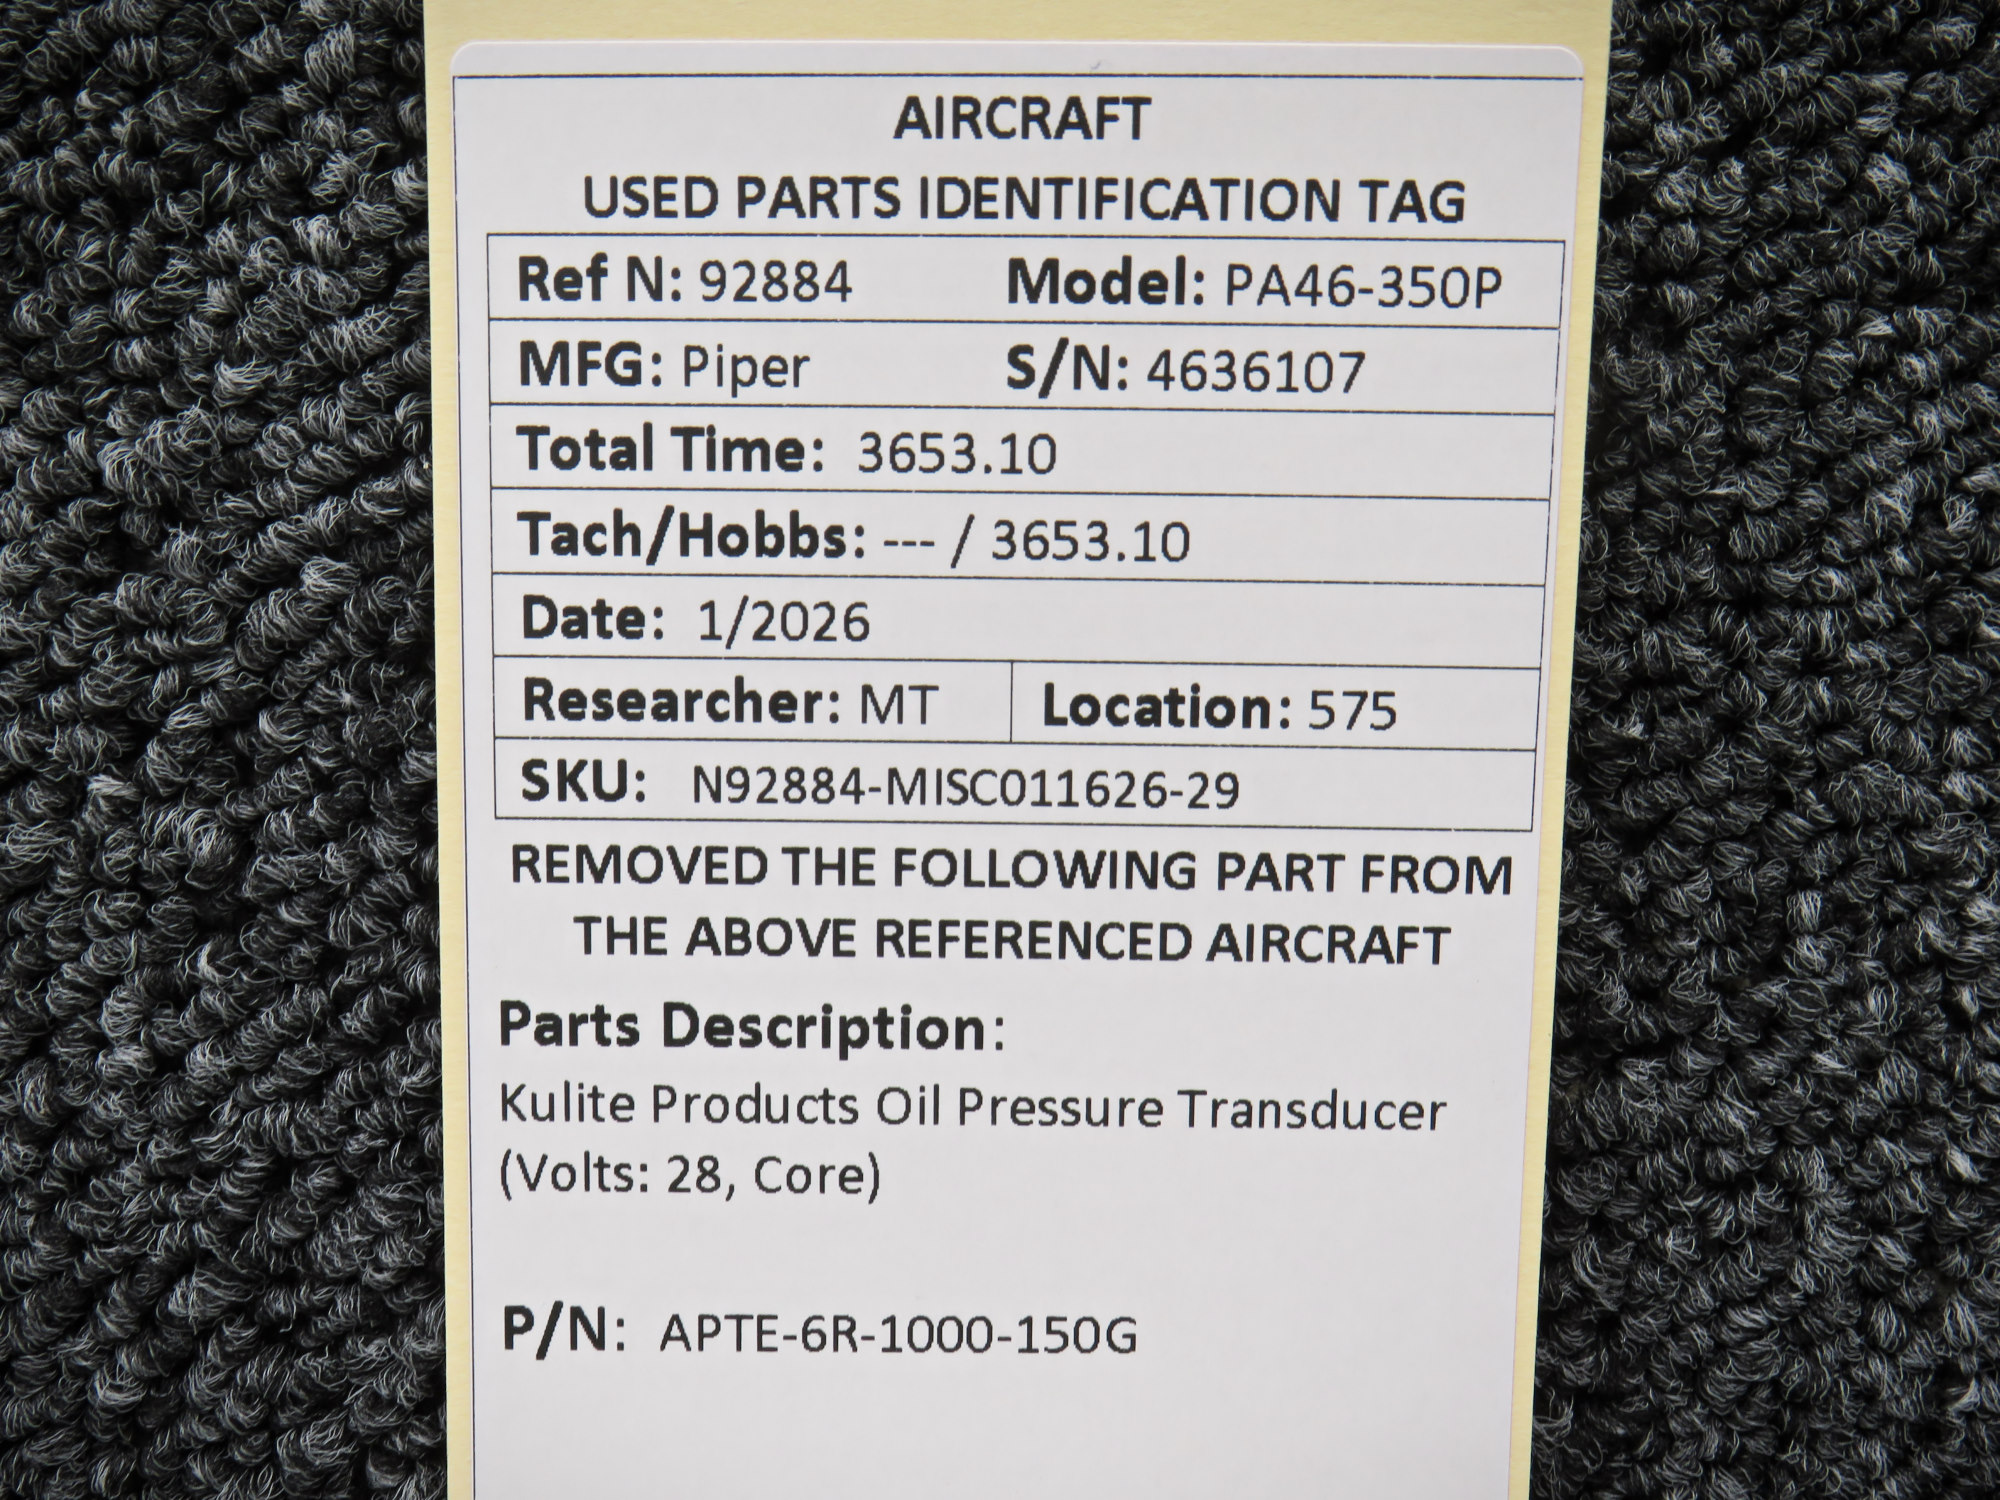 AIRCRAFT
USED PARTS IDENTIFICATION TAG
Ref N: 92884 Model: PA46-350P
MFG: Piper S/N: 4636107
Total Time: 3653.10
Tach/Hobbs: --- / 3653.10
Date: 1/2026
Researcher: MT Location: 575
SKU: N92884-MISC011626-29
REMOVED THE FOLLOWING PART FROM
THE ABOVE REFERENCED AIRCRAFT
Parts Description:
Kulite Products Oil Pressure Transducer
(Volts: 28, Core)
P/N: APTE-6R-1000-150G